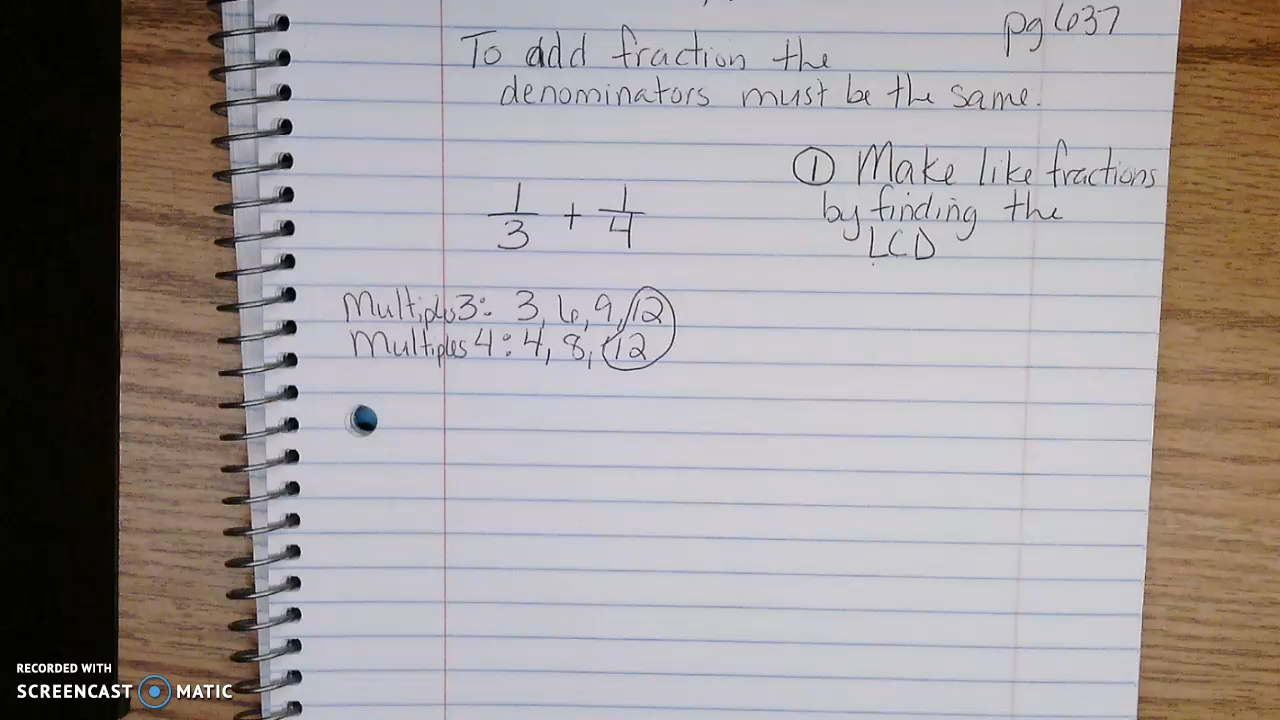 pg 637
To add fraction the
denominators must be the same.
① Make like fractions
by finding the
LCD
1/3 + 1/4
Multiples 3: 3, 6, 9, 12
Multiples 4: 4, 8, 12
RECORDED WITH
SCREENCAST MATIC